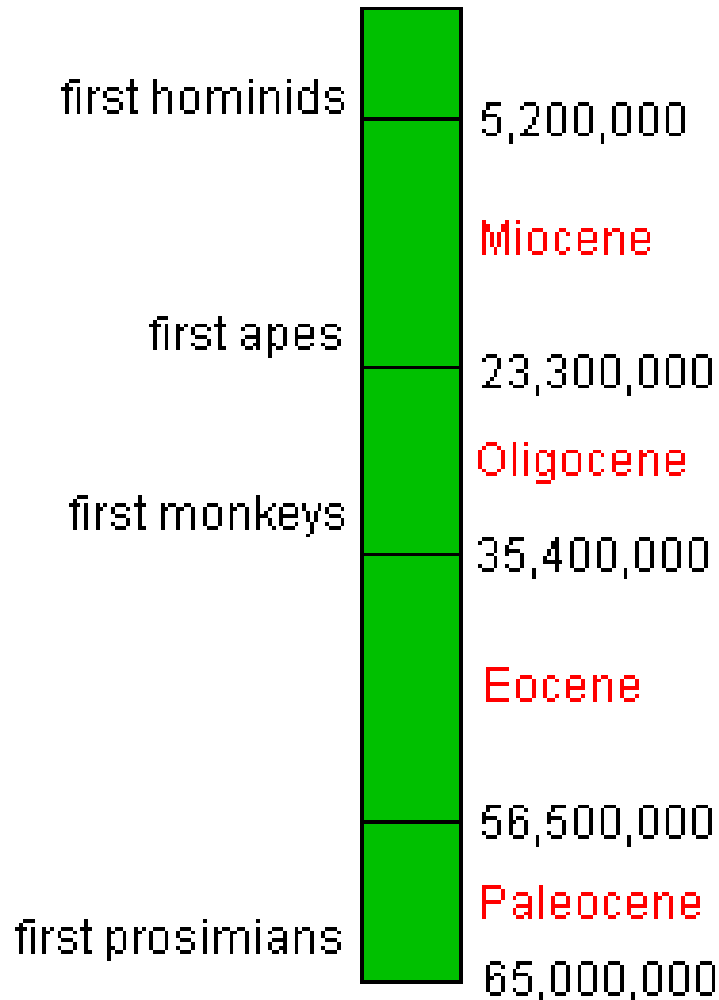 first hominids
5,200,000
Miocene
first apes
23,300,000
Oligocene
first monkeys
35,400,000
Eocene
56,500,000
Paleocene
first prosimians
65,000,000